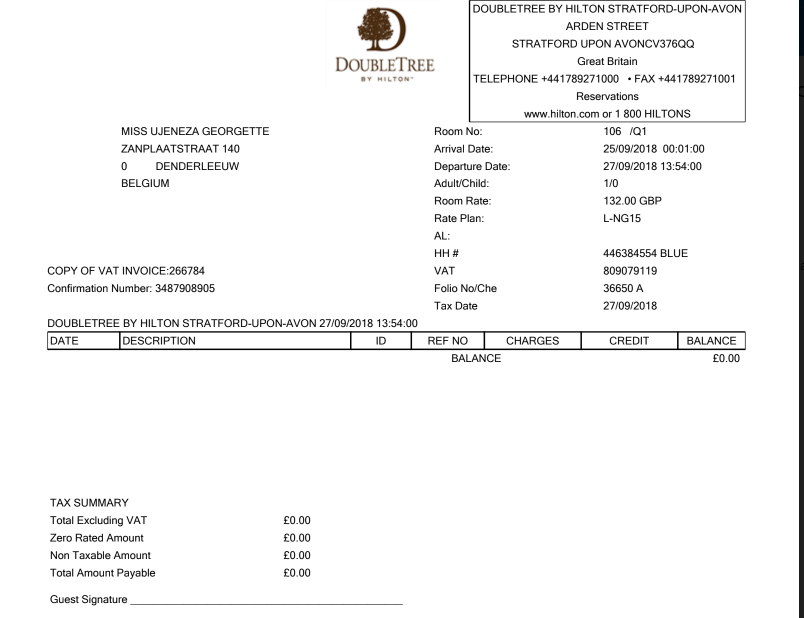 DOUBLETREE BY HILTON
DOUBLETREE BY HILTON STRATFORD-UPON-AVON
ARDEN STREET
STRATFORD UPON AVONCV376QQ
Great Britain
TELEPHONE +441789271000 • FAX +441789271001
Reservations
www.hilton.com or 1 800 HILTONS
MISS UJENEZA GEORGETTE
ZANPLAATSTRAAT 140
0 DENDERLEEUW
BELGIUM
Room No: 106 /Q1
Arrival Date: 25/09/2018 00:01:00
Departure Date: 27/09/2018 13:54:00
Adult/Child: 1/0
Room Rate: 132.00 GBP
Rate Plan: L-NG15
AL:
HH # 446384554 BLUE
COPY OF VAT INVOICE:266784 VAT 809079119
Confirmation Number: 3487908905 Folio No/Che 36650 A
Tax Date 27/09/2018
DOUBLETREE BY HILTON STRATFORD-UPON-AVON 27/09/2018 13:54:00
DATE DESCRIPTION ID REF NO CHARGES CREDIT BALANCE
BALANCE £0.00
TAX SUMMARY
Total Excluding VAT £0.00
Zero Rated Amount £0.00
Non Taxable Amount £0.00
Total Amount Payable £0.00
Guest Signature